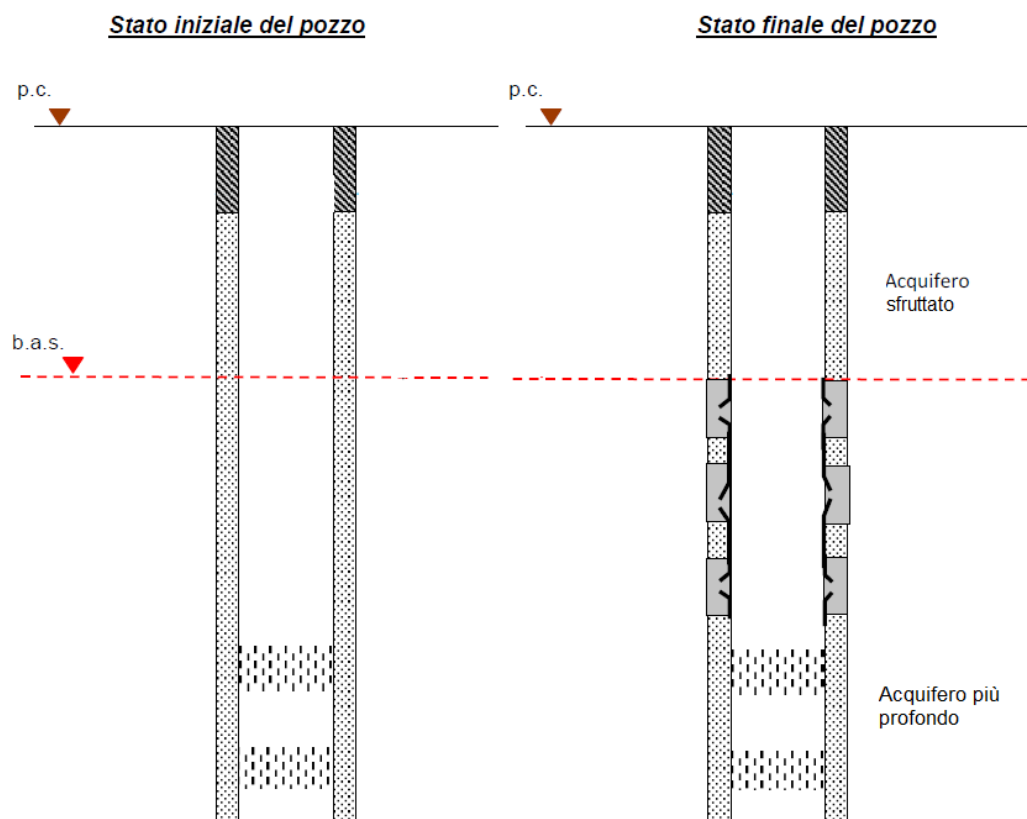 Stato iniziale del pozzo
Stato finale del pozzo
p.c.
p.c.
Acquifero
sfruttato
b.a.s.
Acquifero più
profondo